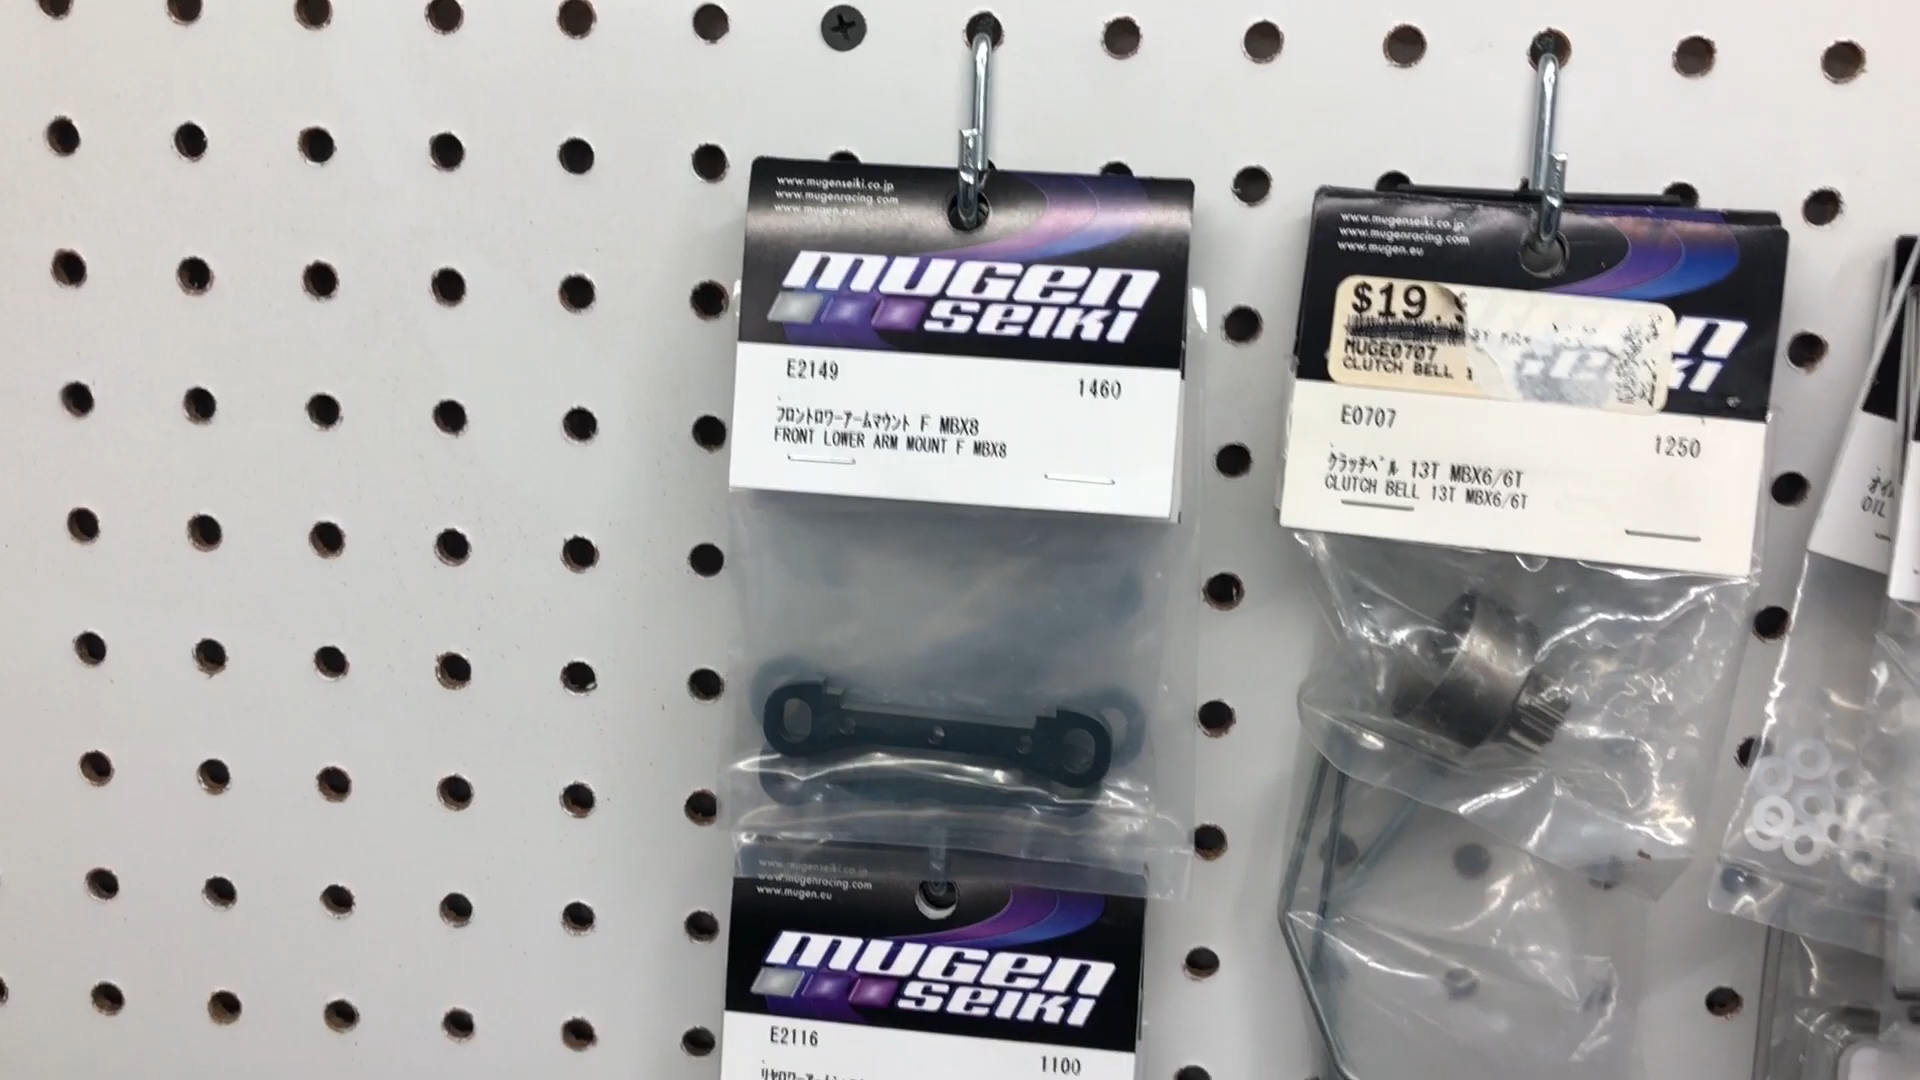 www.mugenseiki.co.jp
www.mugenracing.com
www.mugen.eu
MUGEN
SEIKI
E2149
1460
フロントロワーアームマウント F MBX8
FRONT LOWER ARM MOUNT F MBX8
www.mugenseiki.co.jp
www.mugenracing.com
www.mugen.eu
MUGEN
SEIKI
E2116
1100
www.mugenseiki.co.jp
www.mugenracing.com
www.mugen.eu
$19.
MUGE0707
CLUTCH BELL 1
E0707
1250
クラッチベル 13T MBX6/6T
CLUTCH BELL 13T MBX6/6T
OIL